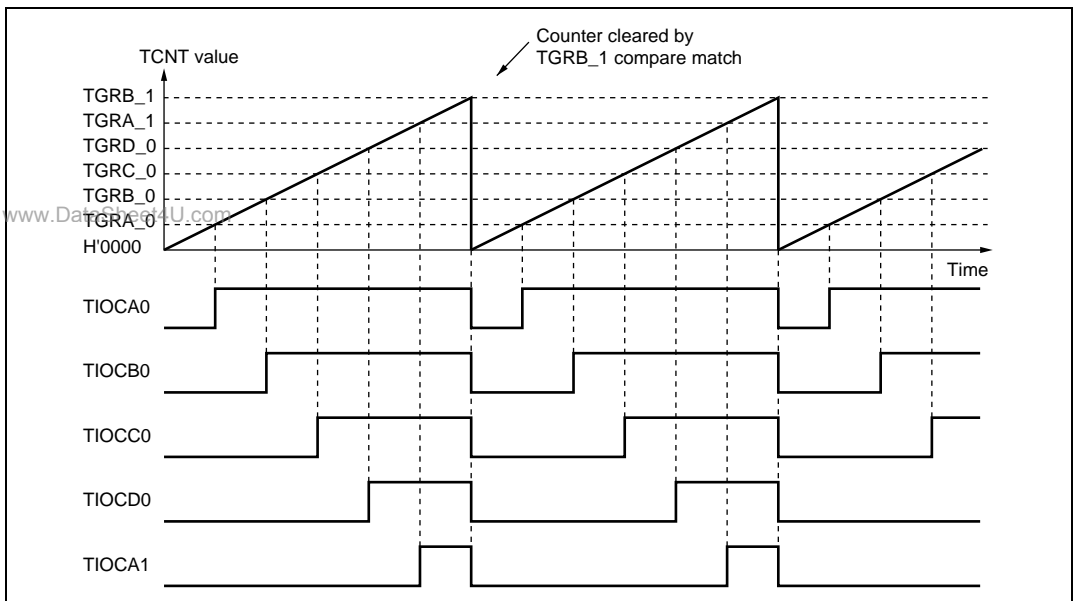 Counter cleared by
TGRB_1 compare match
TCNT value
TGRB_1
TGRA_1
TGRD_0
TGRC_0
TGRB_0
www.DataSheet4U.com
TGRA_0
H'0000
Time
TIOCA0
TIOCB0
TIOCC0
TIOCD0
TIOCA1